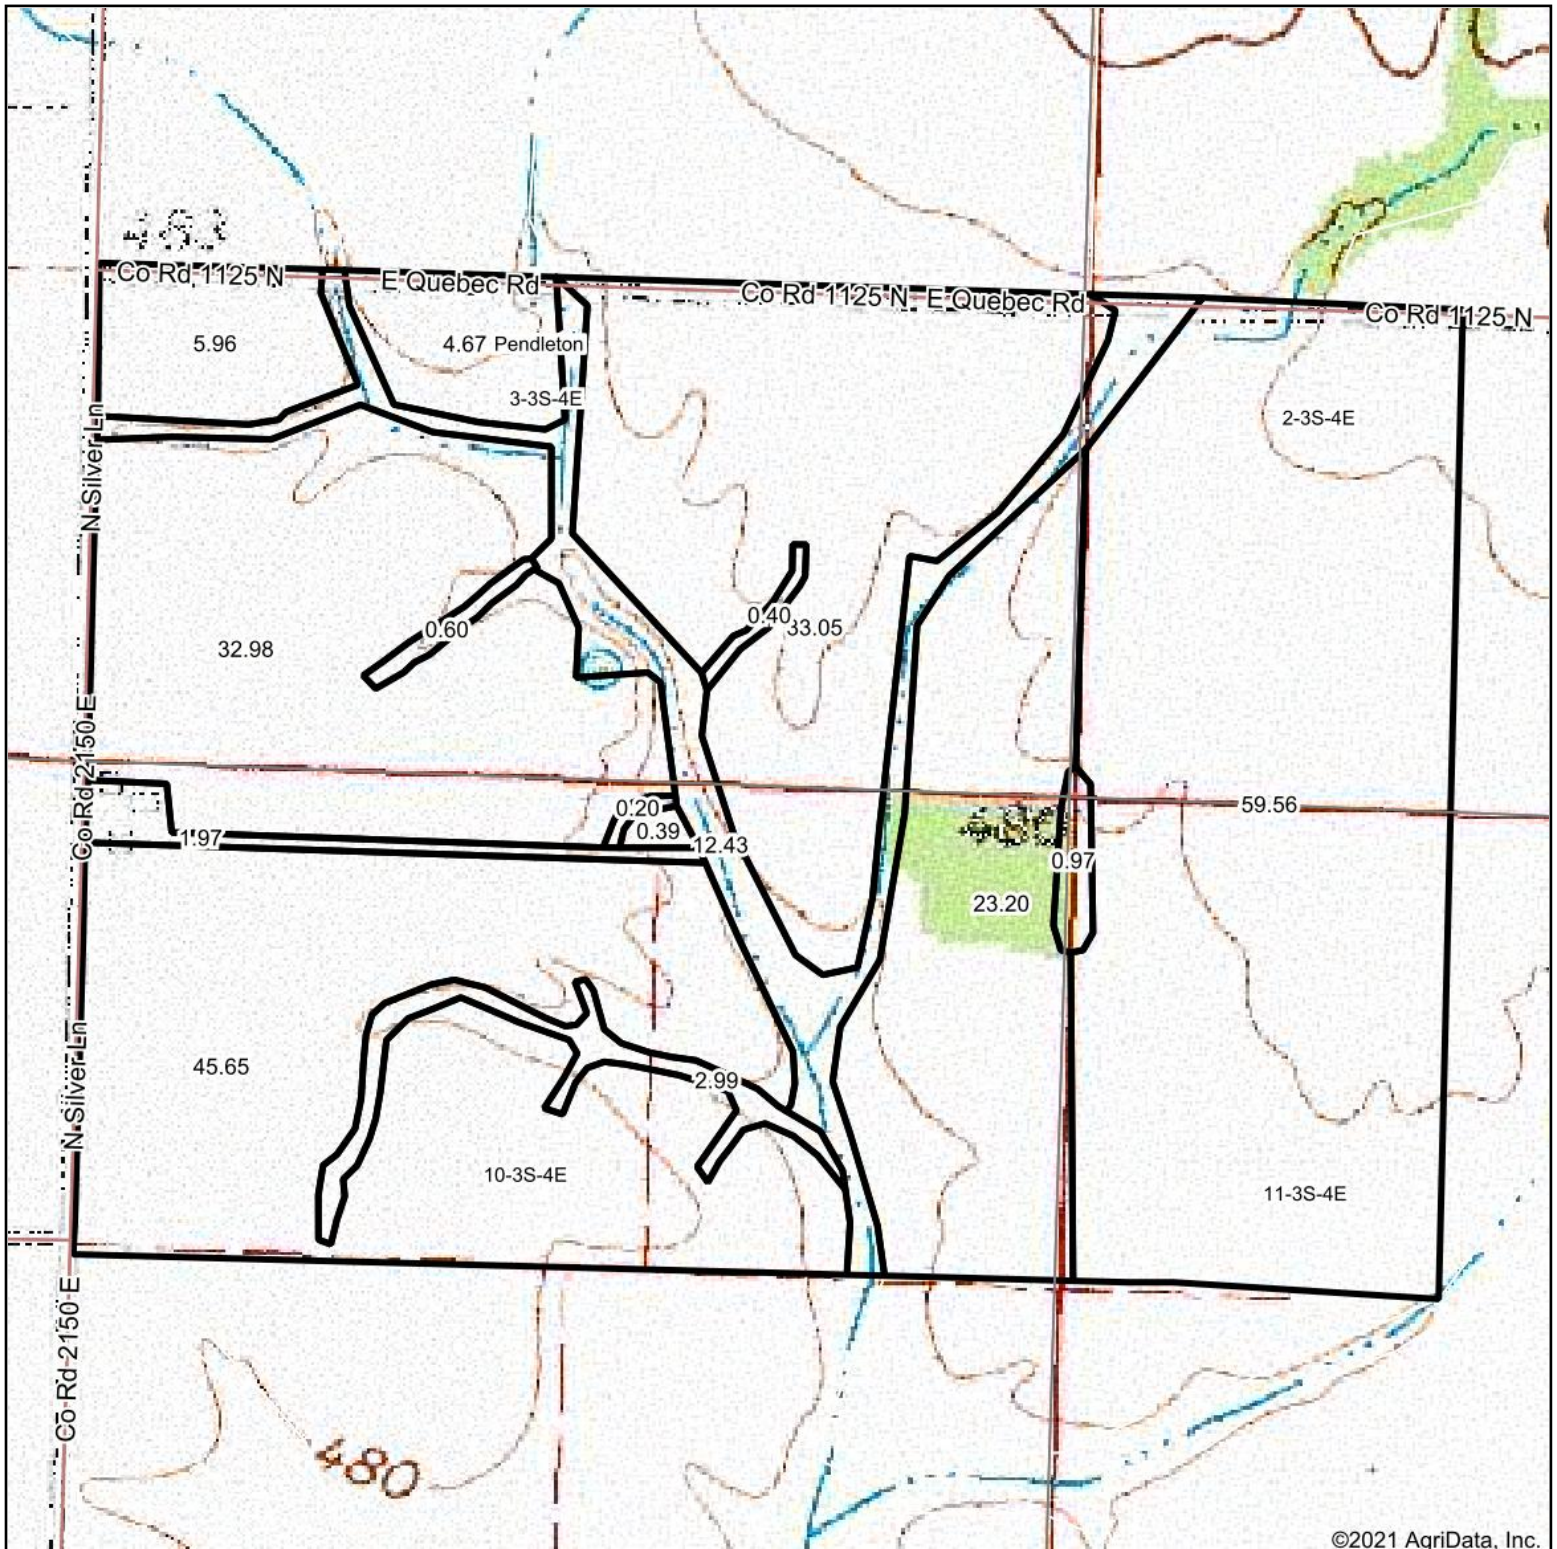 483
Co Rd 1125 N
E Quebec Rd
Co Rd 1125 N
E Quebec Rd
Co Rd 1125 N
5.96
4.67
Pendleton
3-3S-4E
2-3S-4E
N Silver Ln
0.60
0.40
33.05
32.98
Co Rd 2150 E
59.56
0.20
0.39
1.97
12.43
0.97
23.20
N Silver Ln
45.65
2.99
10-3S-4E
11-3S-4E
Co Rd 2150 E
480
©2021 AgriData, Inc.